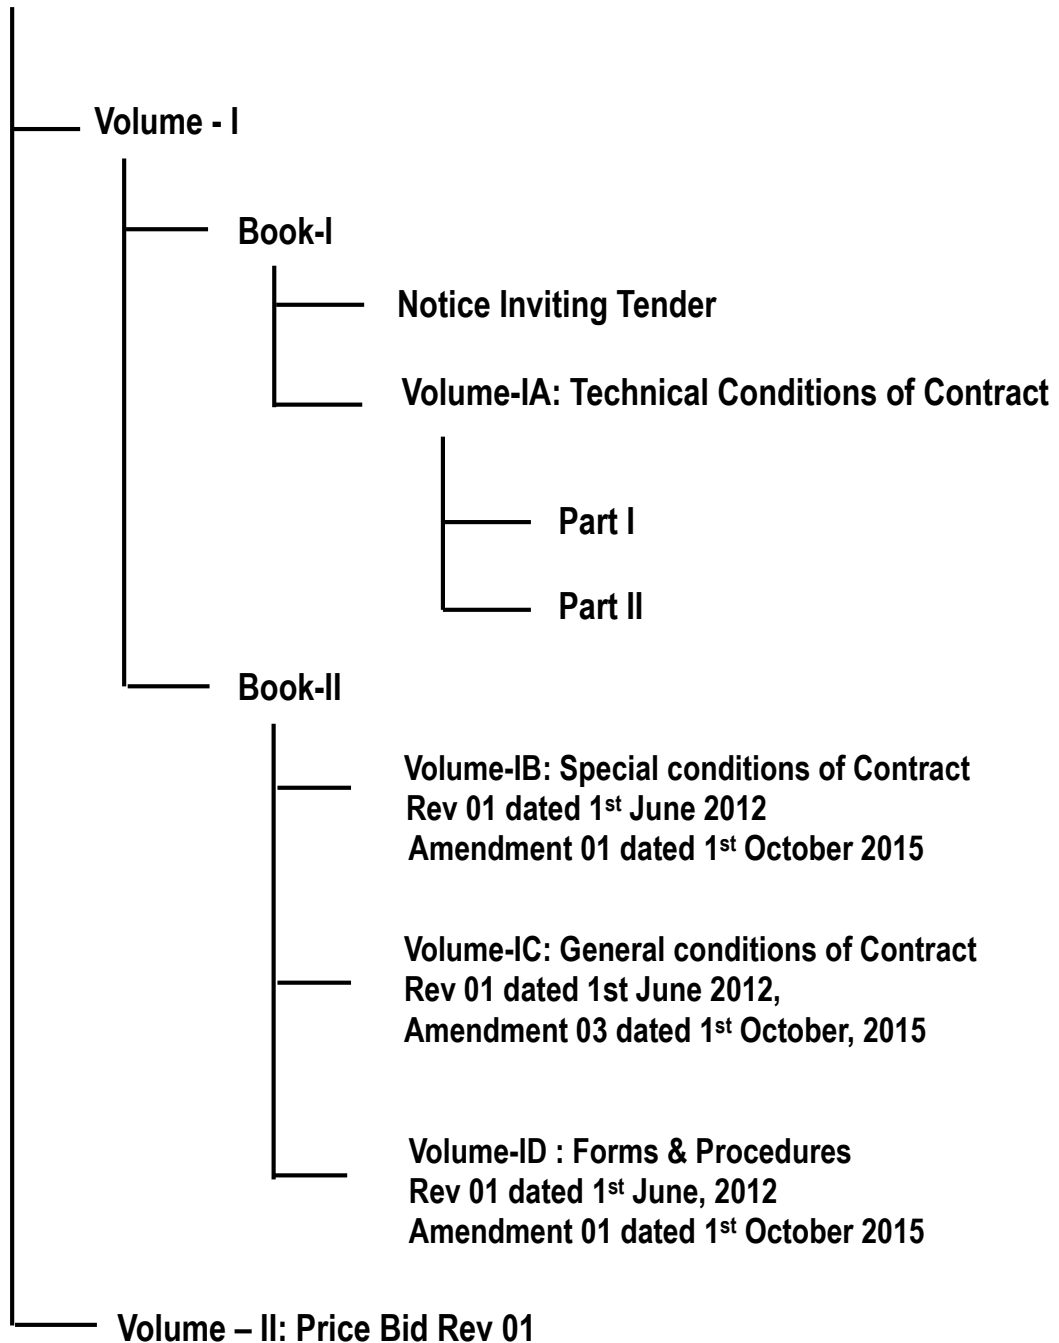 Volume - I
Book-I
Notice Inviting Tender
Volume-IA: Technical Conditions of Contract
Part I
Part II
Book-II
Volume-IB: Special conditions of Contract
Rev 01 dated 1st June 2012
Amendment 01 dated 1st October 2015
Volume-IC: General conditions of Contract
Rev 01 dated 1st June 2012,
Amendment 03 dated 1st October, 2015
Volume-ID : Forms & Procedures
Rev 01 dated 1st June, 2012
Amendment 01 dated 1st October 2015
Volume – II: Price Bid Rev 01